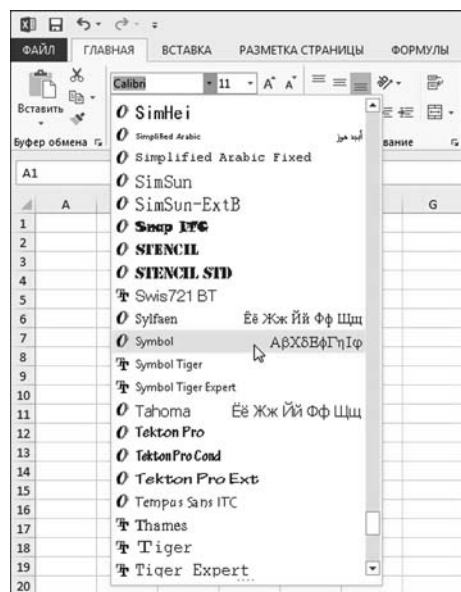 ФАЙЛ ГЛАВНАЯ ВСТАВКА РАЗМЕТКА СТРАНИЦЫ ФОРМУЛЫ
Calibri 11 A A
Вставить
Буфер обмена вание
A1
A G
1
2
3
4
5
6
7
8
9
10
11
12
13
14
15
16
17
18
19
20
SimHei
Simplified Arabic أبجد هوز
Simplified Arabic Fixed
SimSun
SimSun-ExtB
Snap ITC
STENCIL
STENCIL STD
Swis721 BT
Sylfaen Ёё Жж Йй Фф Щщ
Symbol ΑβΧδΕφΓηΙφ
Symbol Tiger
Symbol Tiger Expert
Tahoma Ёё Жж Йй Фф Щщ
Tekton Pro
Tekton Pro Cond
Tekton Pro Ext
Tempus Sans ITC
Thames
Tiger
Tiger Expert